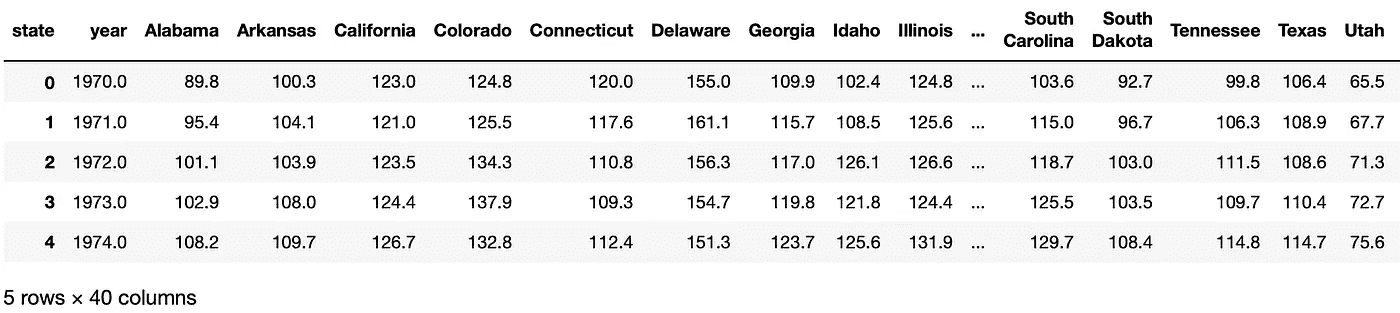 state year Alabama Arkansas California Colorado Connecticut Delaware Georgia Idaho Illinois ... South Carolina South Dakota Tennessee Texas Utah
0 1970.0 89.8 100.3 123.0 124.8 120.0 155.0 109.9 102.4 124.8 ... 103.6 92.7 99.8 106.4 65.5
1 1971.0 95.4 104.1 121.0 125.5 117.6 161.1 115.7 108.5 125.6 ... 115.0 96.7 106.3 108.9 67.7
2 1972.0 101.1 103.9 123.5 134.3 110.8 156.3 117.0 126.1 126.6 ... 118.7 103.0 111.5 108.6 71.3
3 1973.0 102.9 108.0 124.4 137.9 109.3 154.7 119.8 121.8 124.4 ... 125.5 103.5 109.7 110.4 72.7
4 1974.0 108.2 109.7 126.7 132.8 112.4 151.3 123.7 125.6 131.9 ... 129.7 108.4 114.8 114.7 75.6
5 rows × 40 columns